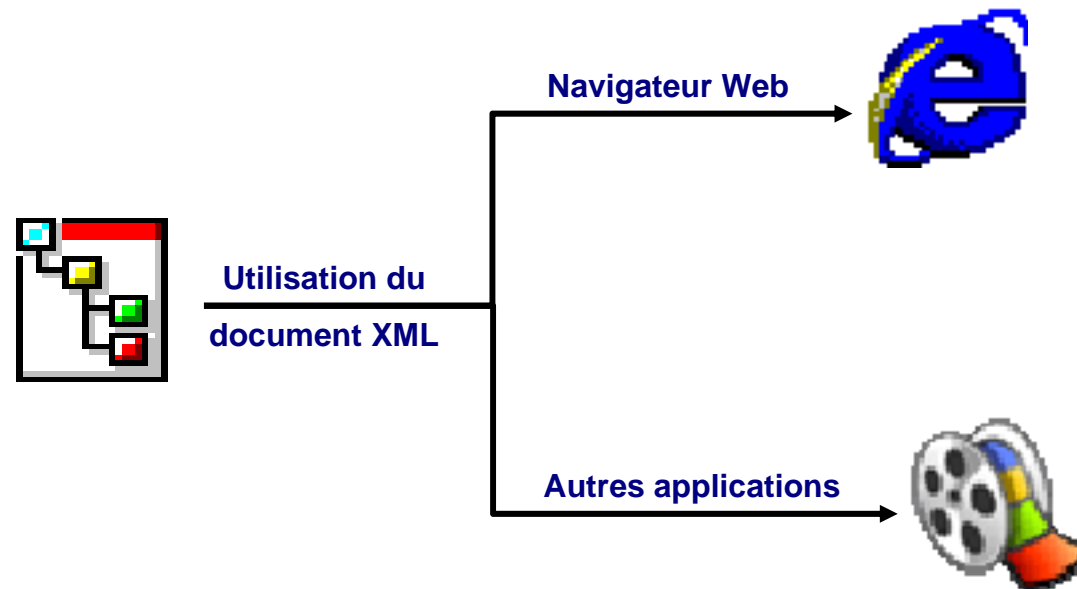 Navigateur Web
Utilisation du
document XML
Autres applications